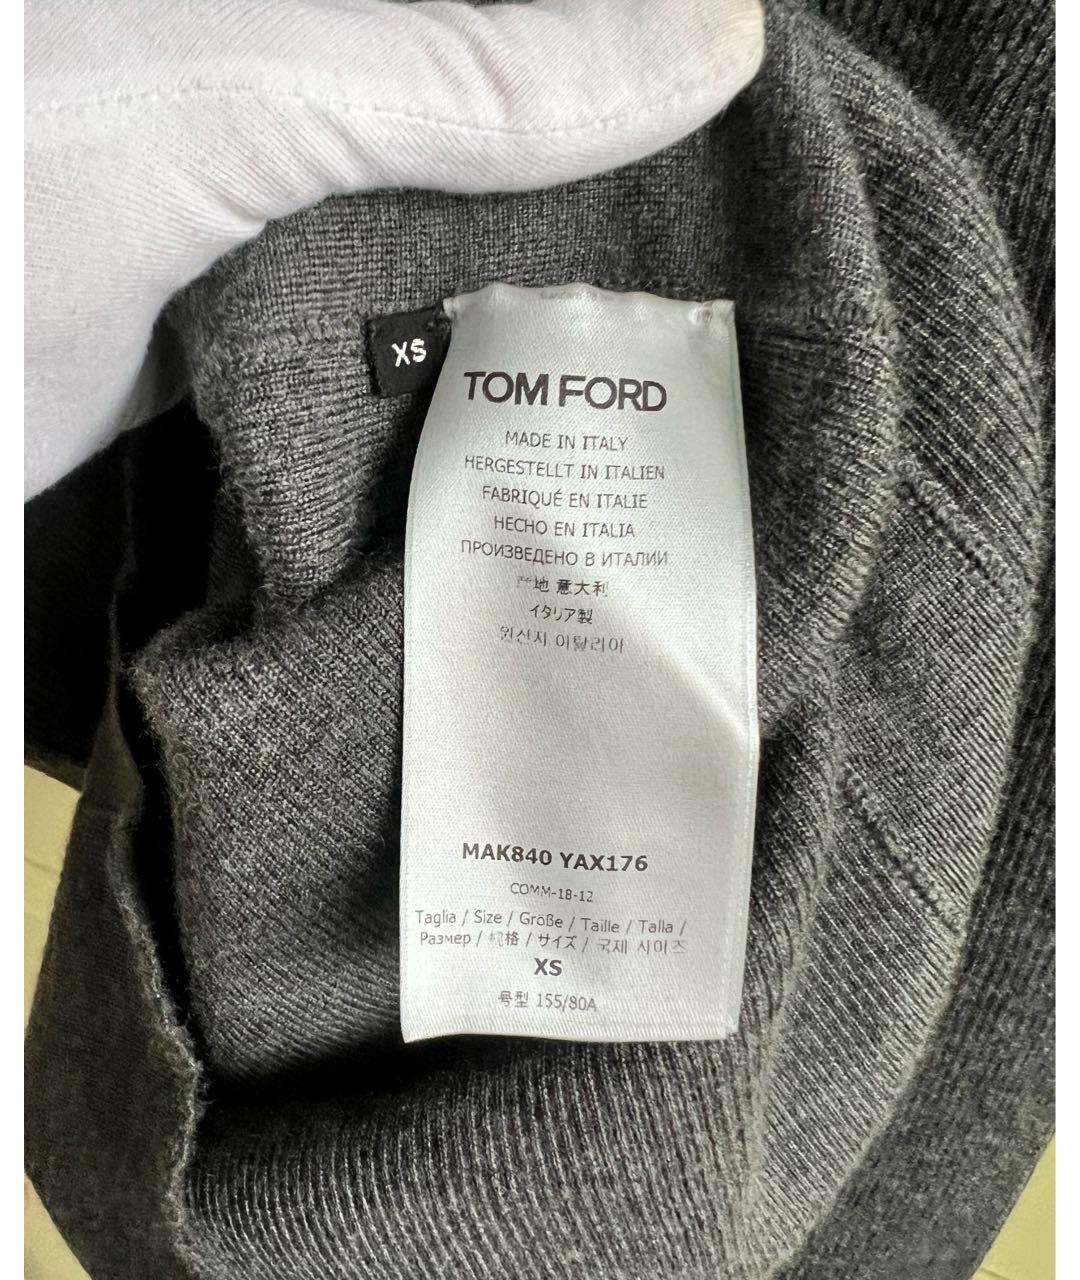 XS
TOM FORD
MADE IN ITALY
HERGESTELLT IN ITALIEN
FABRIQUÉ EN ITALIE
HECHO EN ITALIA
ПРОИЗВЕДЕНО В ИТАЛИИ
产地 意大利
イタリア製
원산지 이탈리아
MAK840 YAX176
COMM-18-12
Taglia / Size / Größe / Taille / Talla /
Размер / 规格 / サイズ / 국제 사이즈
XS
号型 155/80A